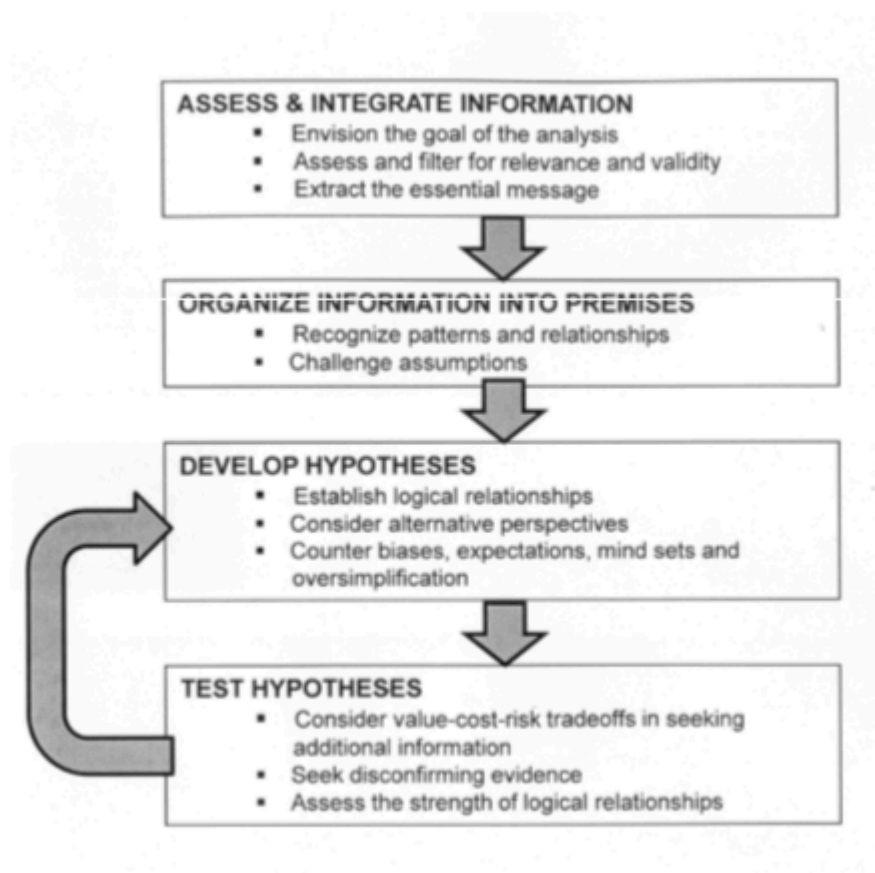 ASSESS & INTEGRATE INFORMATION
▪ Envision the goal of the analysis
▪ Assess and filter for relevance and validity
▪ Extract the essential message
ORGANIZE INFORMATION INTO PREMISES
▪ Recognize patterns and relationships
▪ Challenge assumptions
DEVELOP HYPOTHESES
▪ Establish logical relationships
▪ Consider alternative perspectives
▪ Counter biases, expectations, mind sets and
oversimplification
TEST HYPOTHESES
▪ Consider value-cost-risk tradeoffs in seeking
additional information
▪ Seek disconfirming evidence
▪ Assess the strength of logical relationships